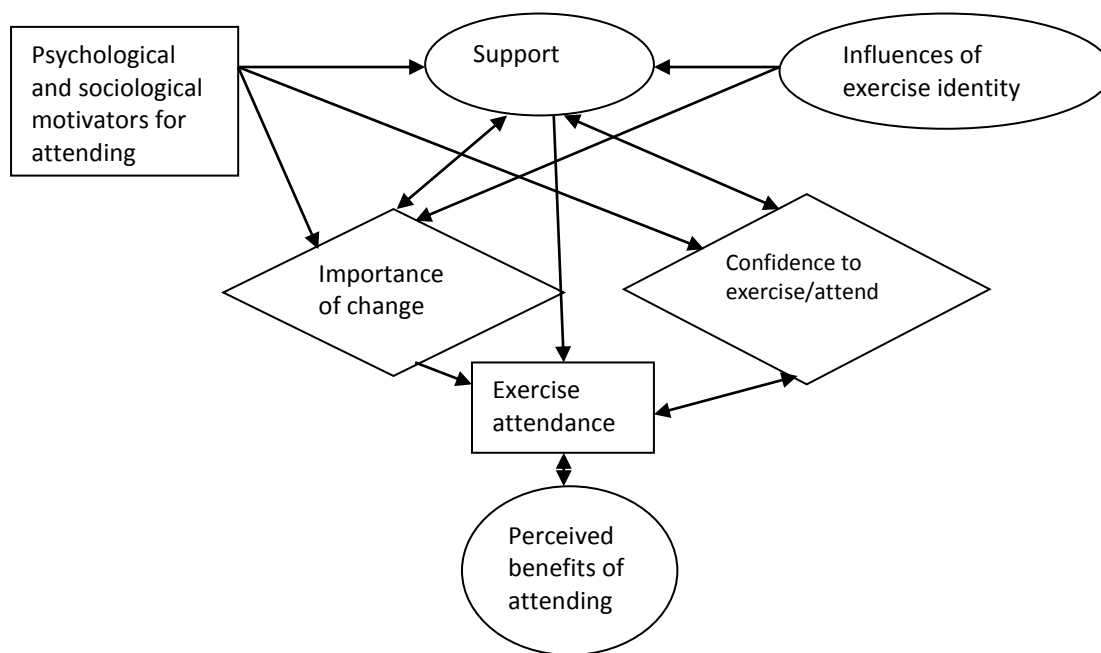 Psychological
and sociological
motivators for
attending
Support
Influences of
exercise identity
Importance
of change
Confidence to
exercise/attend
Exercise
attendance
Perceived
benefits of
attending